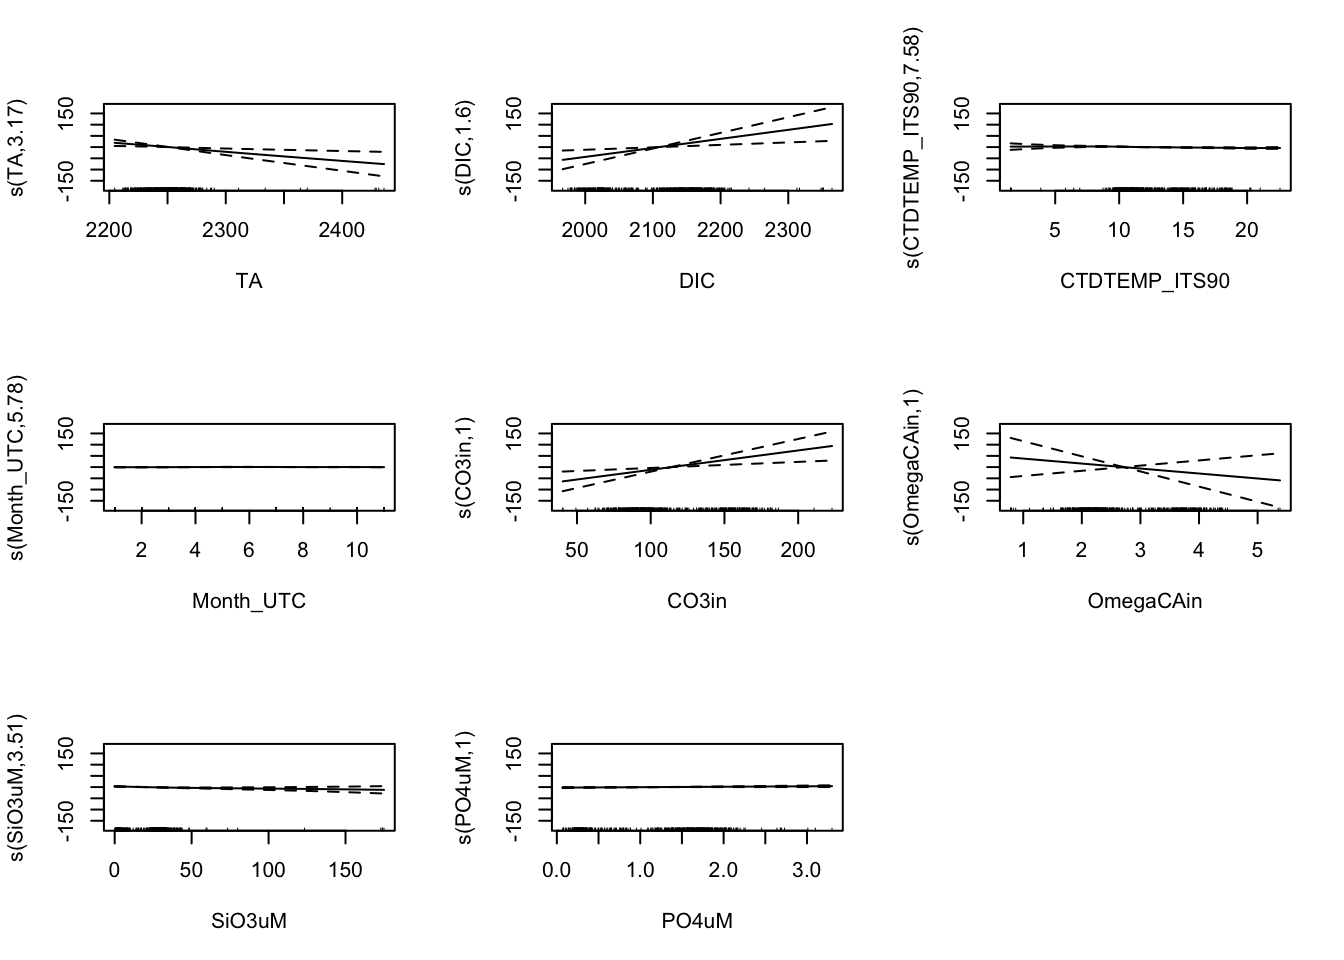 s(TA,3.17)
150
-150
2200 2300 2400
TA
s(DIC,1.6)
150
-150
2000 2100 2200 2300
DIC
s(CTDTEMP_ITS90,7.58)
150
-150
5 10 15 20
CTDTEMP_ITS90
s(Month_UTC,5.78)
150
-150
2 4 6 8 10
Month_UTC
s(CO3in,1)
150
-150
50 100 150 200
CO3in
s(OmegaCAin,1)
150
-150
1 2 3 4 5
OmegaCAin
s(SiO3uM,3.51)
150
-150
0 50 100 150
SiO3uM
s(PO4uM,1)
150
-150
0.0 1.0 2.0 3.0
PO4uM